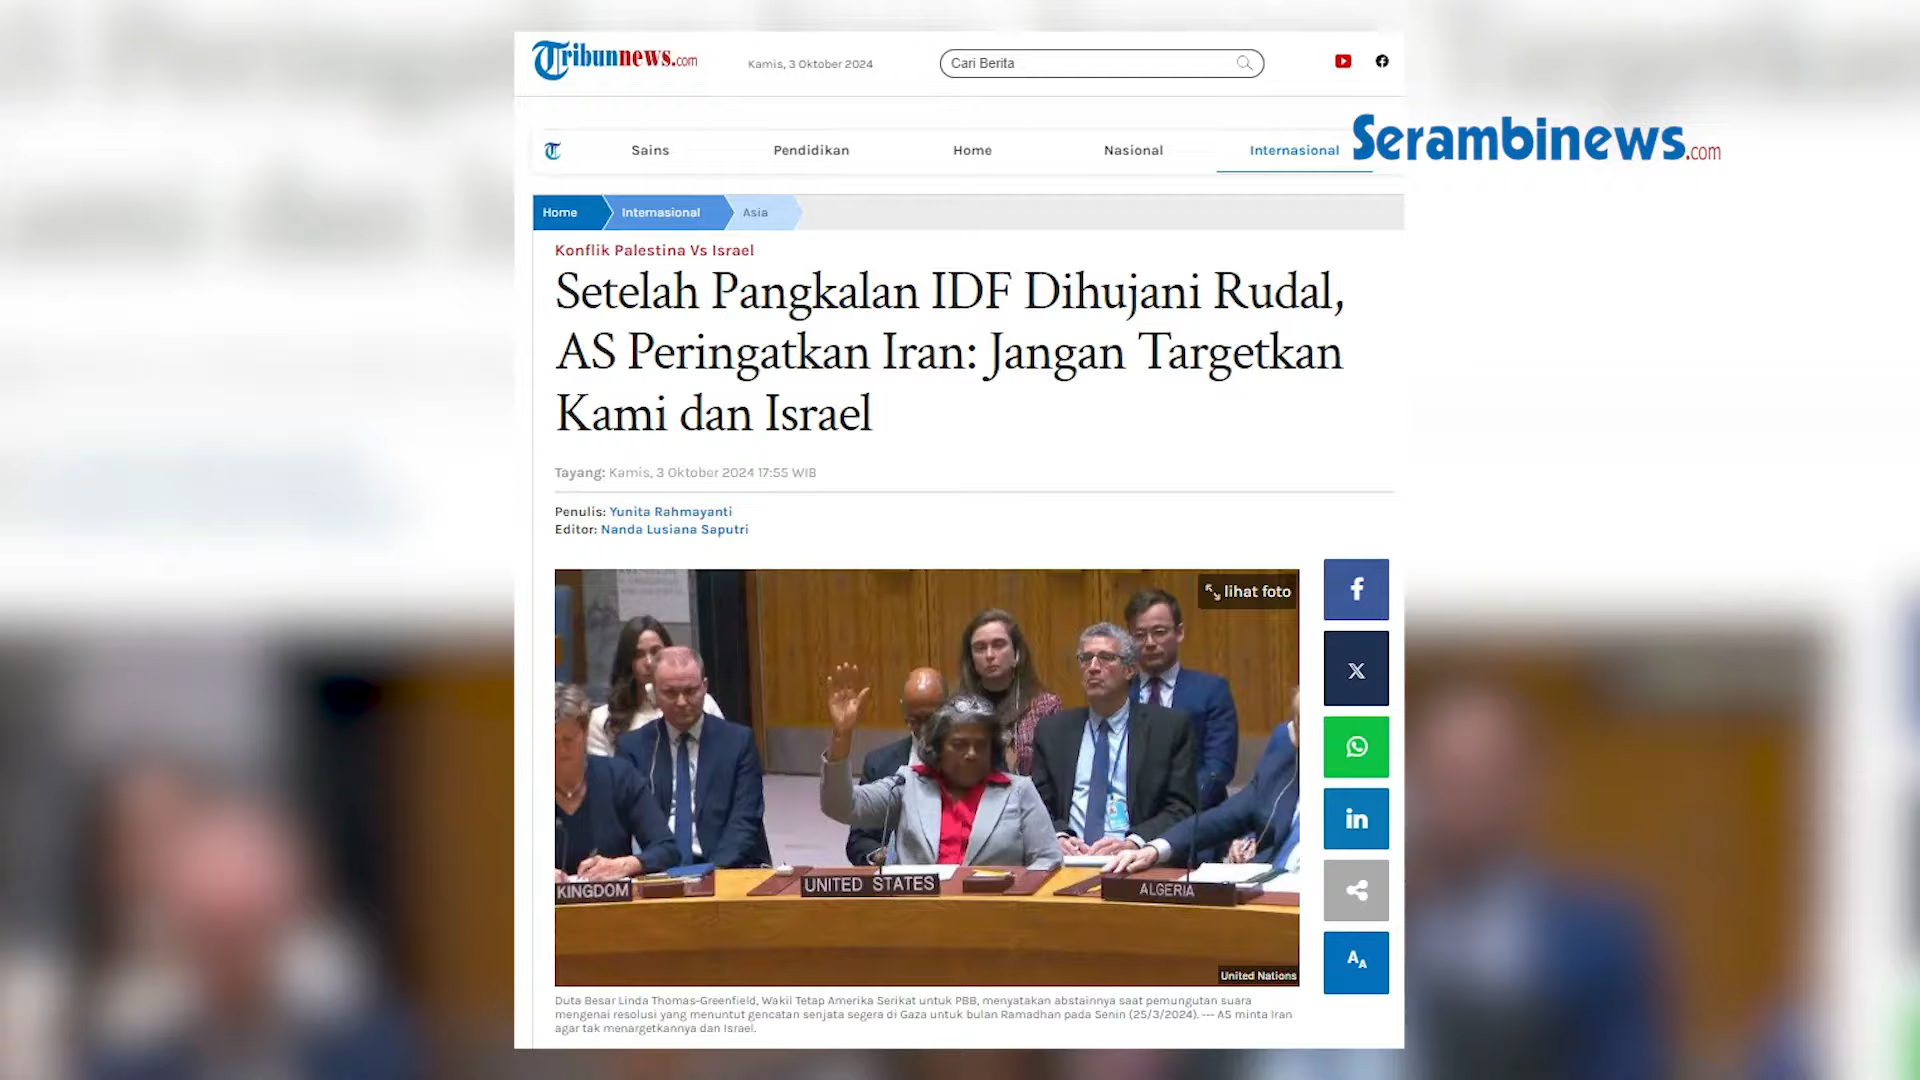 Tribunnews.com
Kamis, 3 Oktober 2024
Cari Berita
Serambinews.com
Sains
Pendidikan
Home
Nasional
Internasional
Home
Internasional
Asia
Konflik Palestina Vs Israel
Setelah Pangkalan IDF Dihujani Rudal,
AS Peringatkan Iran: Jangan Targetkan
Kami dan Israel
Tayang: Kamis, 3 Oktober 2024 17:55 WIB
Penulis: Yunita Rahmayanti
Editor: Nanda Lusiana Saputri
lihat foto
KINGDOM
UNITED STATES
ALGERIA
United Nations
Duta Besar Linda Thomas-Greenfield, Wakil Tetap Amerika Serikat untuk PBB, menyatakan abstainnya saat pemungutan suara
mengenai resolusi yang menuntut gencatan senjata segera di Gaza untuk bulan Ramadhan pada Senin (25/3/2024). --- AS minta Iran
agar tak menargetkannya dan Israel.